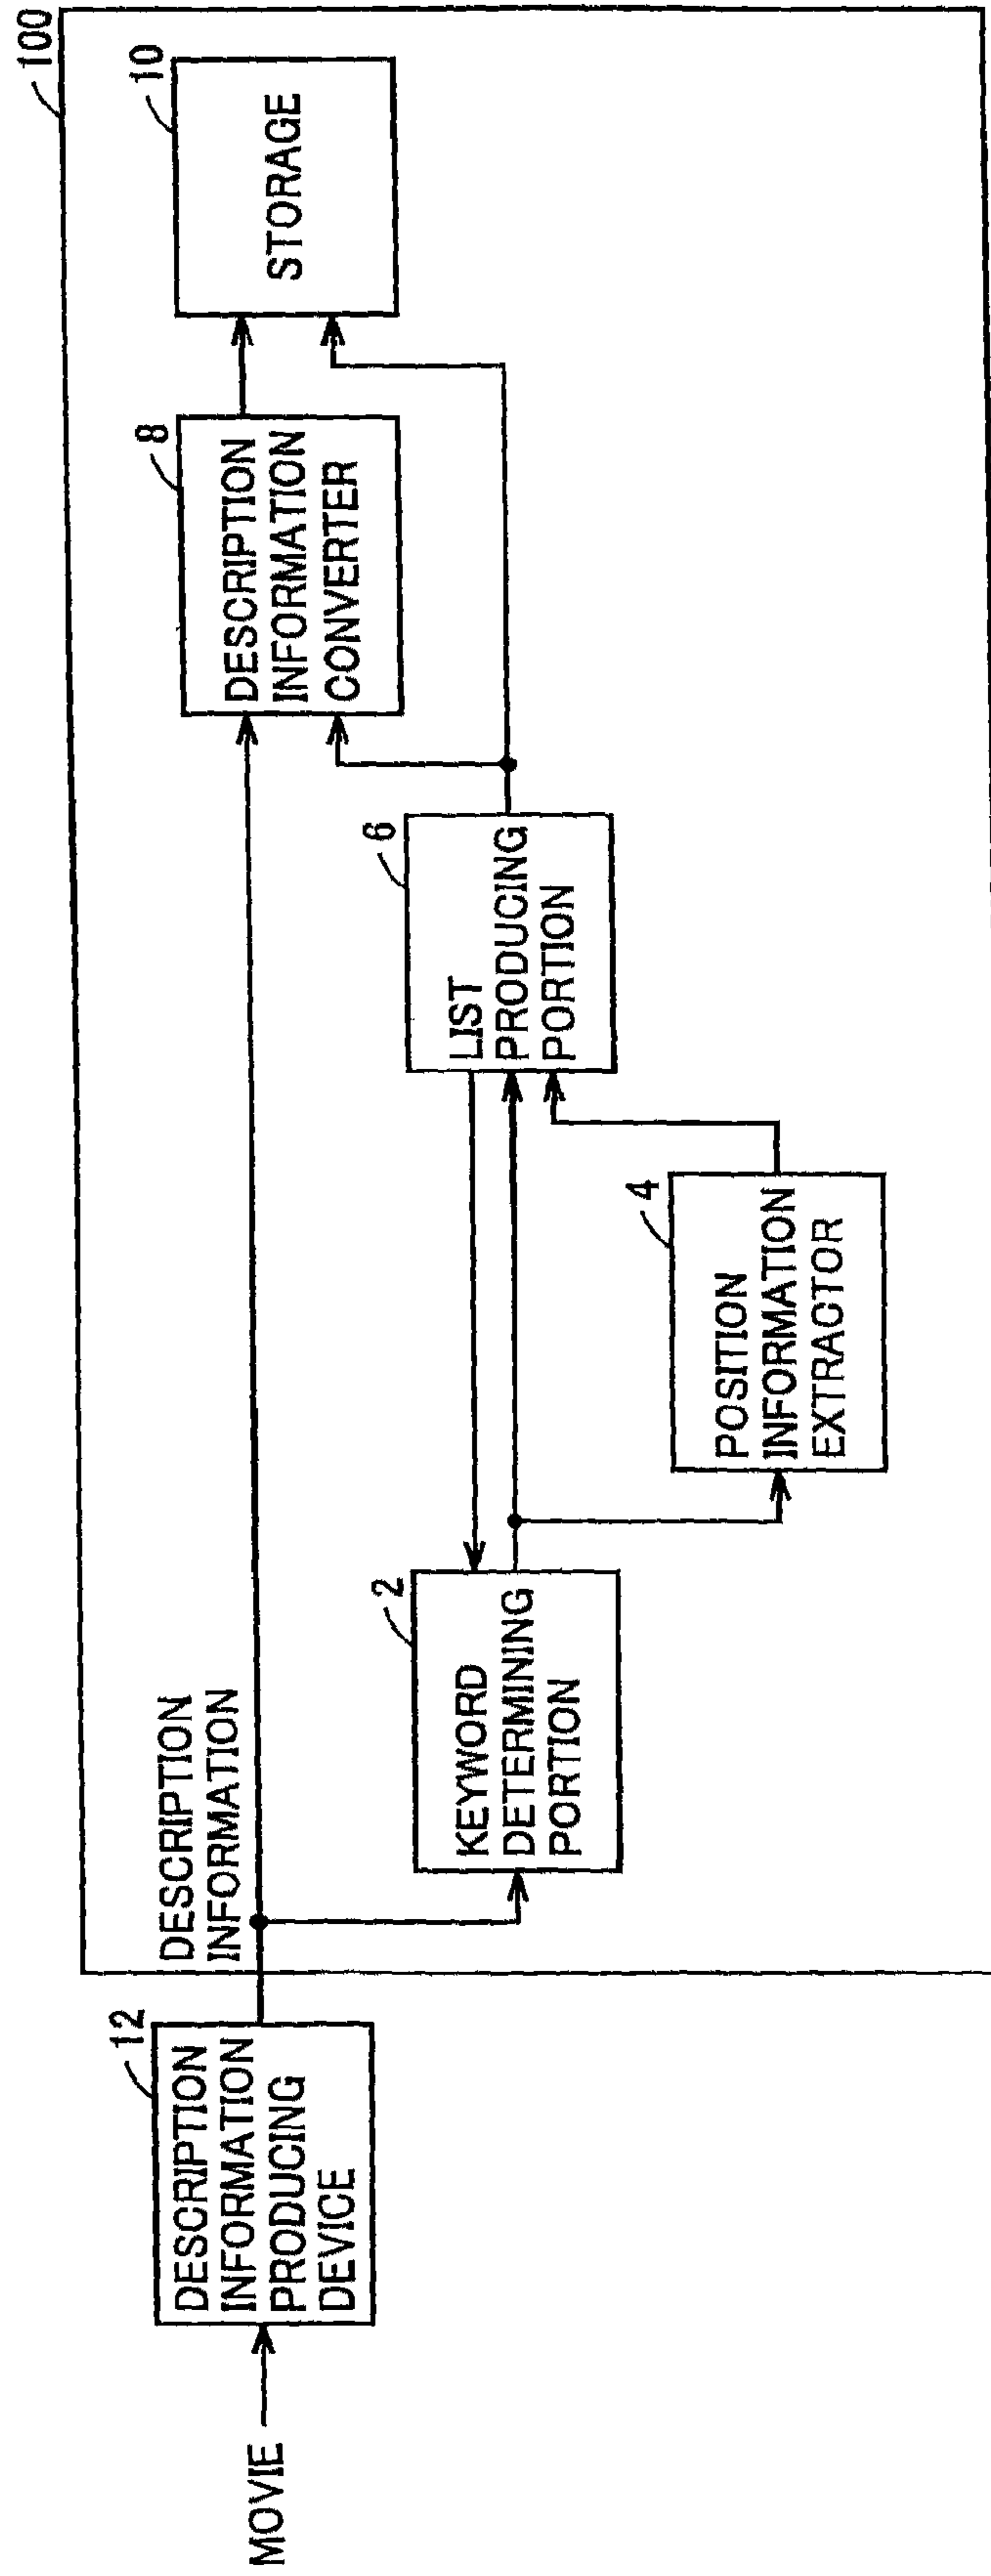 100
MOVIE
12
DESCRIPTION
INFORMATION
PRODUCING
DEVICE
DESCRIPTION
INFORMATION
2
KEYWORD
DETERMINING
PORTION
4
POSITION
INFORMATION
EXTRACTOR
6
LIST
PRODUCING
PORTION
8
DESCRIPTION
INFORMATION
CONVERTER
10
STORAGE